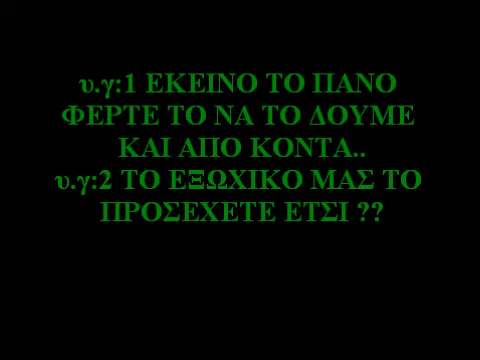 υ.γ:1 ΕΚΕΙΝΟ ΤΟ ΠΑΝΟ
ΦΕΡΤΕ ΤΟ ΝΑ ΤΟ ΔΟΥΜΕ
ΚΑΙ ΑΠΟ ΚΟΝΤΑ..
υ.γ:2 ΤΟ ΕΞΩΧΙΚΟ ΜΑΣ ΤΟ
ΠΡΟΣΕΧΕΤΕ ΕΤΣΙ ??